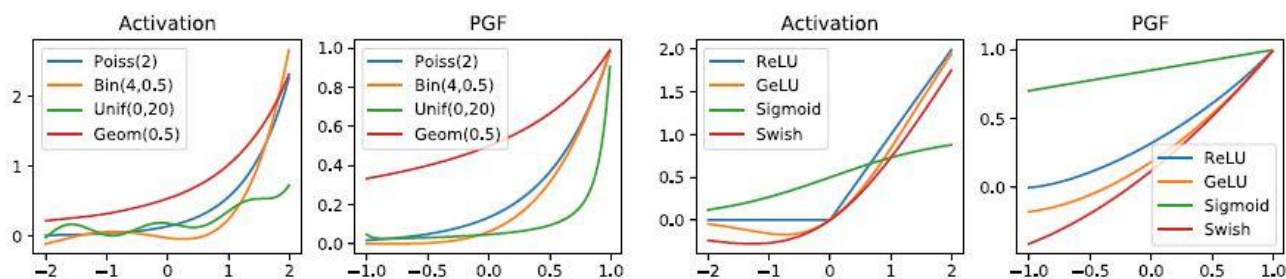 Activation
Poiss(2)
Bin(4,0.5)
Unif(0,20)
Geom(0.5)
2
1
0
−2 −1 0 1 2
PGF
Poiss(2)
Bin(4,0.5)
Unif(0,20)
Geom(0.5)
1.0
0.8
0.6
0.4
0.2
0.0
−1.0 −0.5 0.0 0.5 1.0
Activation
ReLU
GeLU
Sigmoid
Swish
2.0
1.5
1.0
0.5
0.0
−2 −1 0 1 2
PGF
1.0
0.5
0.0
ReLU
GeLU
Sigmoid
Swish
−1.0 −0.5 0.0 0.5 1.0